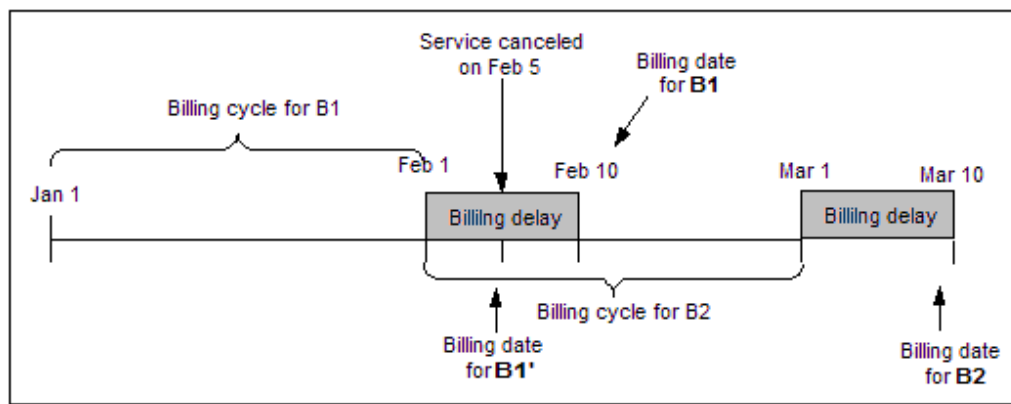 Service canceled
on Feb 5
Billing date
for B1
Billing cycle for B1
Jan 1
Feb 1
Feb 10
Mar 1
Mar 10
Billilng delay
Billilng delay
Billing cycle for B2
Billing date
for B1'
Billing date
for B2